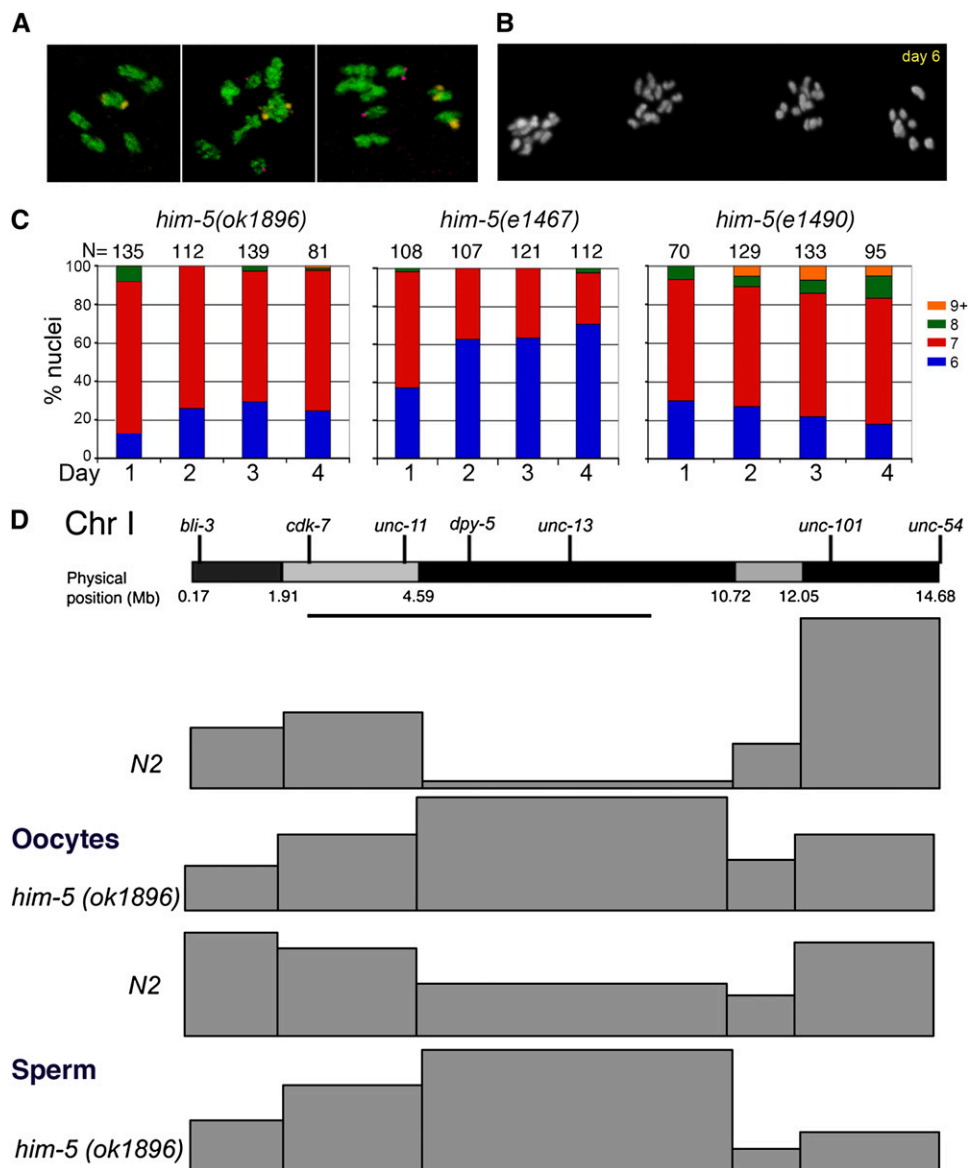 A
B
day 6
C
him-5(ok1896)
him-5(e1467)
him-5(e1490)
N= 135 112 139 81
108 107 121 112
70 129 133 95
% nuclei
100
80
60
40
20
0
9+
8
7
6
Day 1 2 3 4
1 2 3 4
1 2 3 4
D Chr I
bli-3 cdk-7 unc-11 dpy-5 unc-13 unc-101 unc-54
Physical
position (Mb)
0.17 1.91 4.59 10.72 12.05 14.68
N2
Oocytes
him-5 (ok1896)
N2
Sperm
him-5 (ok1896)